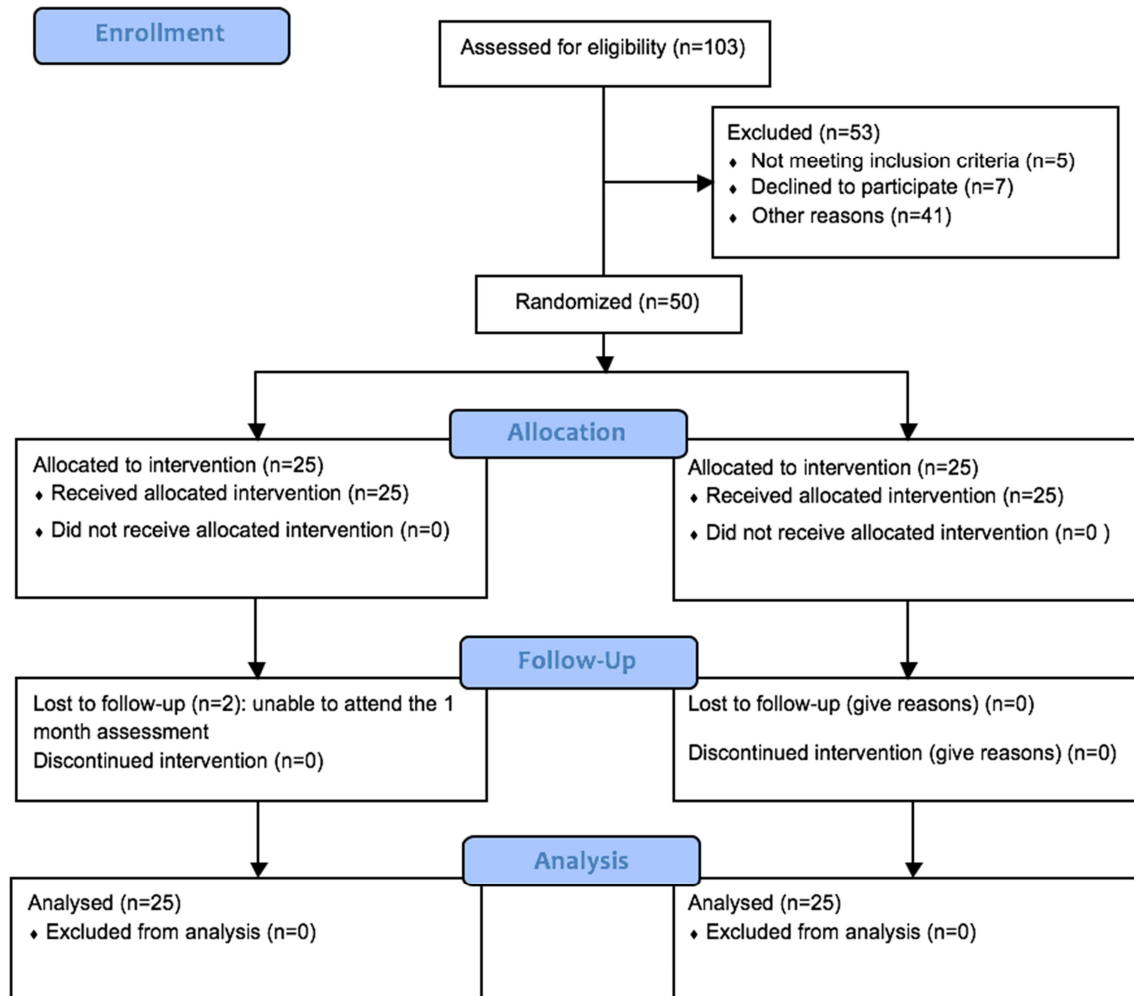 Enrollment
Assessed for eligibility (n=103)
Excluded (n=53)
♦ Not meeting inclusion criteria (n=5)
♦ Declined to participate (n=7)
♦ Other reasons (n=41)
Randomized (n=50)
Allocation
Allocated to intervention (n=25)
♦ Received allocated intervention (n=25)
♦ Did not receive allocated intervention (n=0)
Allocated to intervention (n=25)
♦ Received allocated intervention (n=25)
♦ Did not receive allocated intervention (n=0 )
Follow-Up
Lost to follow-up (n=2): unable to attend the 1
month assessment
Discontinued intervention (n=0)
Lost to follow-up (give reasons) (n=0)
Discontinued intervention (give reasons) (n=0)
Analysis
Analysed (n=25)
♦ Excluded from analysis (n=0)
Analysed (n=25)
♦ Excluded from analysis (n=0)